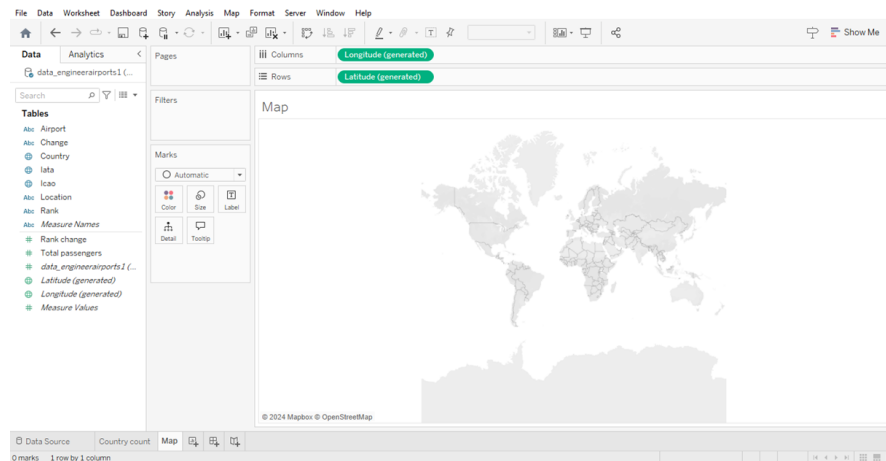 File Data Worksheet Dashboard Story Analysis Map Format Server Window Help
Show Me
Data Analytics
data_engineerairports1 (...
Search
Tables
Abc Airport
Abc Change
Country
Iata
Icao
Abc Location
Abc Rank
Abc Measure Names
# Rank change
# Total passengers
# data_engineerairports1 (...
Latitude (generated)
Longitude (generated)
# Measure Values
Pages
Filters
Marks
Automatic
Color Size Label
Detail Tooltip
Columns Longitude (generated)
Rows Latitude (generated)
Map
© 2024 Mapbox © OpenStreetMap
Data Source Country count Map
0 marks 1 row by 1 column